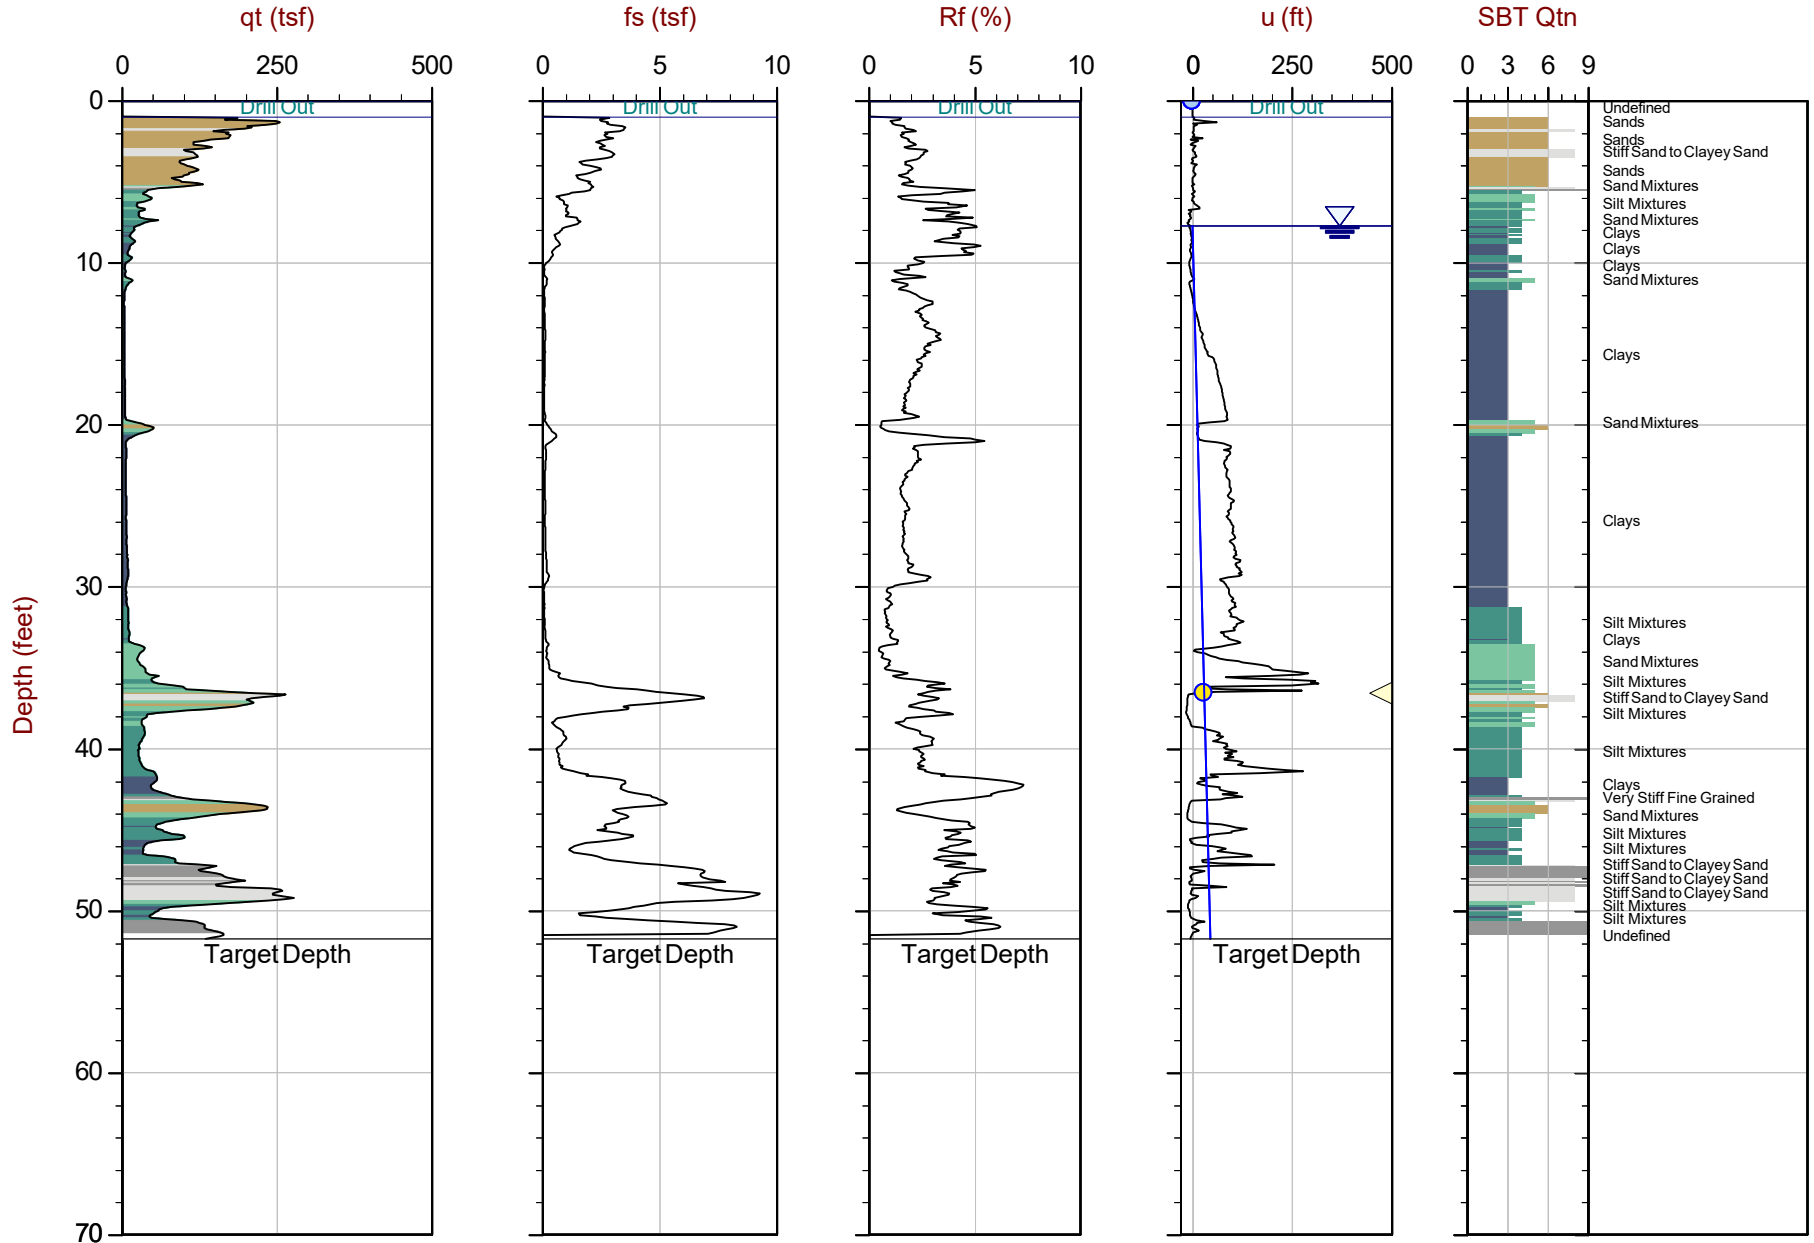 qt (tsf)
fs (tsf)
Rf (%)
u (ft)
SBT Qtn
0 250 500
0 5 10
0 5 10
0 250 500
0 3 6 9
Depth (feet)
0
10
20
30
40
50
60
70
Drill Out
Drill Out
Drill Out
Drill Out
Undefined
Sands
Sands
Stiff Sand to Clayey Sand
Sands
Sand Mixtures
Silt Mixtures
Sand Mixtures
Clays
Clays
Clays
Sand Mixtures
Clays
Sand Mixtures
Clays
Silt Mixtures
Clays
Sand Mixtures
Silt Mixtures
Stiff Sand to Clayey Sand
Silt Mixtures
Silt Mixtures
Clays
Very Stiff Fine Grained
Sand Mixtures
Silt Mixtures
Silt Mixtures
Stiff Sand to Clayey Sand
Stiff Sand to Clayey Sand
Stiff Sand to Clayey Sand
Silt Mixtures
Silt Mixtures
Undefined
Target Depth
Target Depth
Target Depth
Target Depth